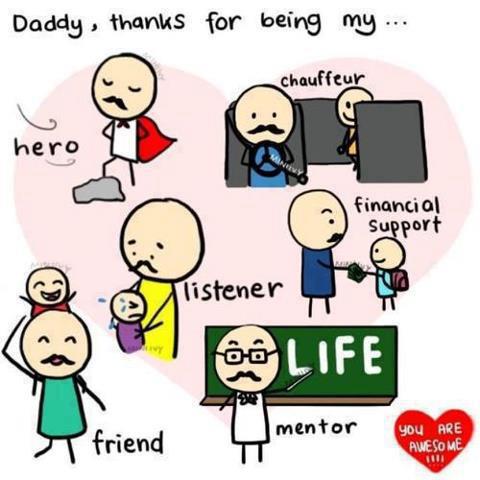 Daddy, thanks for being my ...
chauffeur
hero
financial
support
listener
LIFE
friend
mentor
you ARE
AWESOME
!!!!